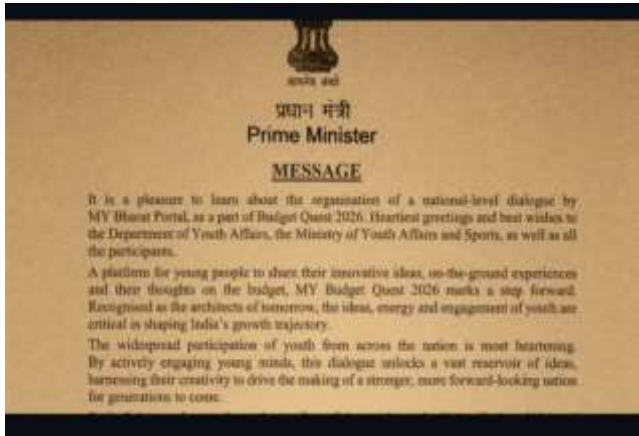 सत्यमेव जयते
प्रधान मंत्री
Prime Minister
MESSAGE
It is a pleasure to learn about the organisation of a national-level dialogue by
MY Bharat Portal, as a part of Budget Quest 2026. Heartiest greetings and best wishes to
the Department of Youth Affairs, the Ministry of Youth Affairs and Sports, as well as all
the participants.
A platform for young people to share their innovative ideas, on-the-ground experiences
and their thoughts on the budget, MY Budget Quest 2026 marks a step forward.
Recognised as the architects of tomorrow, the ideas, energy and engagement of youth are
critical in shaping India's growth trajectory.
The widespread participation of youth from across the nation is most heartening.
By actively engaging young minds, this dialogue unlocks a vast reservoir of ideas,
harnessing their creativity to drive the making of a stronger, more forward-looking nation
for generations to come.